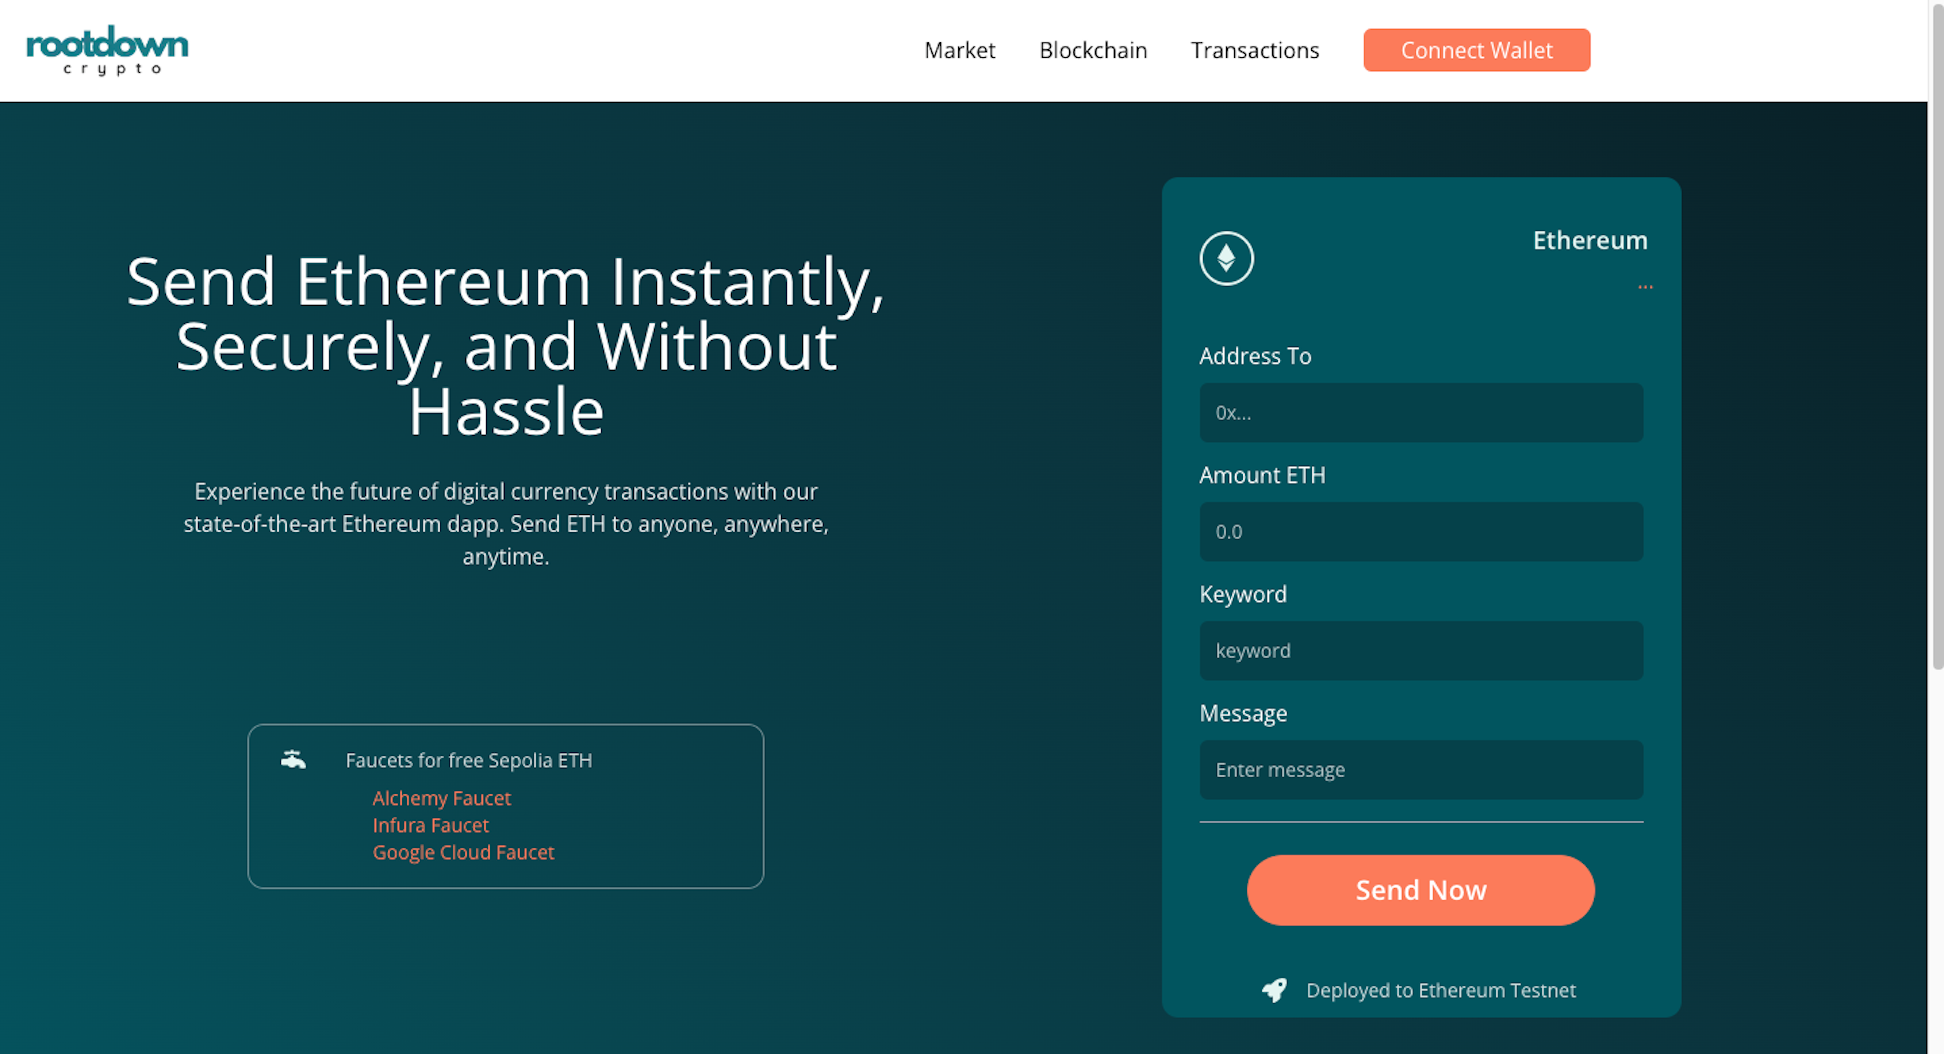 rootdown
crypto
Market
Blockchain
Transactions
Connect Wallet
Send Ethereum Instantly,
Securely, and Without
Hassle
Experience the future of digital currency transactions with our
state-of-the-art Ethereum dapp. Send ETH to anyone, anywhere,
anytime.
Faucets for free Sepolia ETH
Alchemy Faucet
Infura Faucet
Google Cloud Faucet
Ethereum
...
Address To
0x...
Amount ETH
0.0
Keyword
keyword
Message
Enter message
Send Now
Deployed to Ethereum Testnet